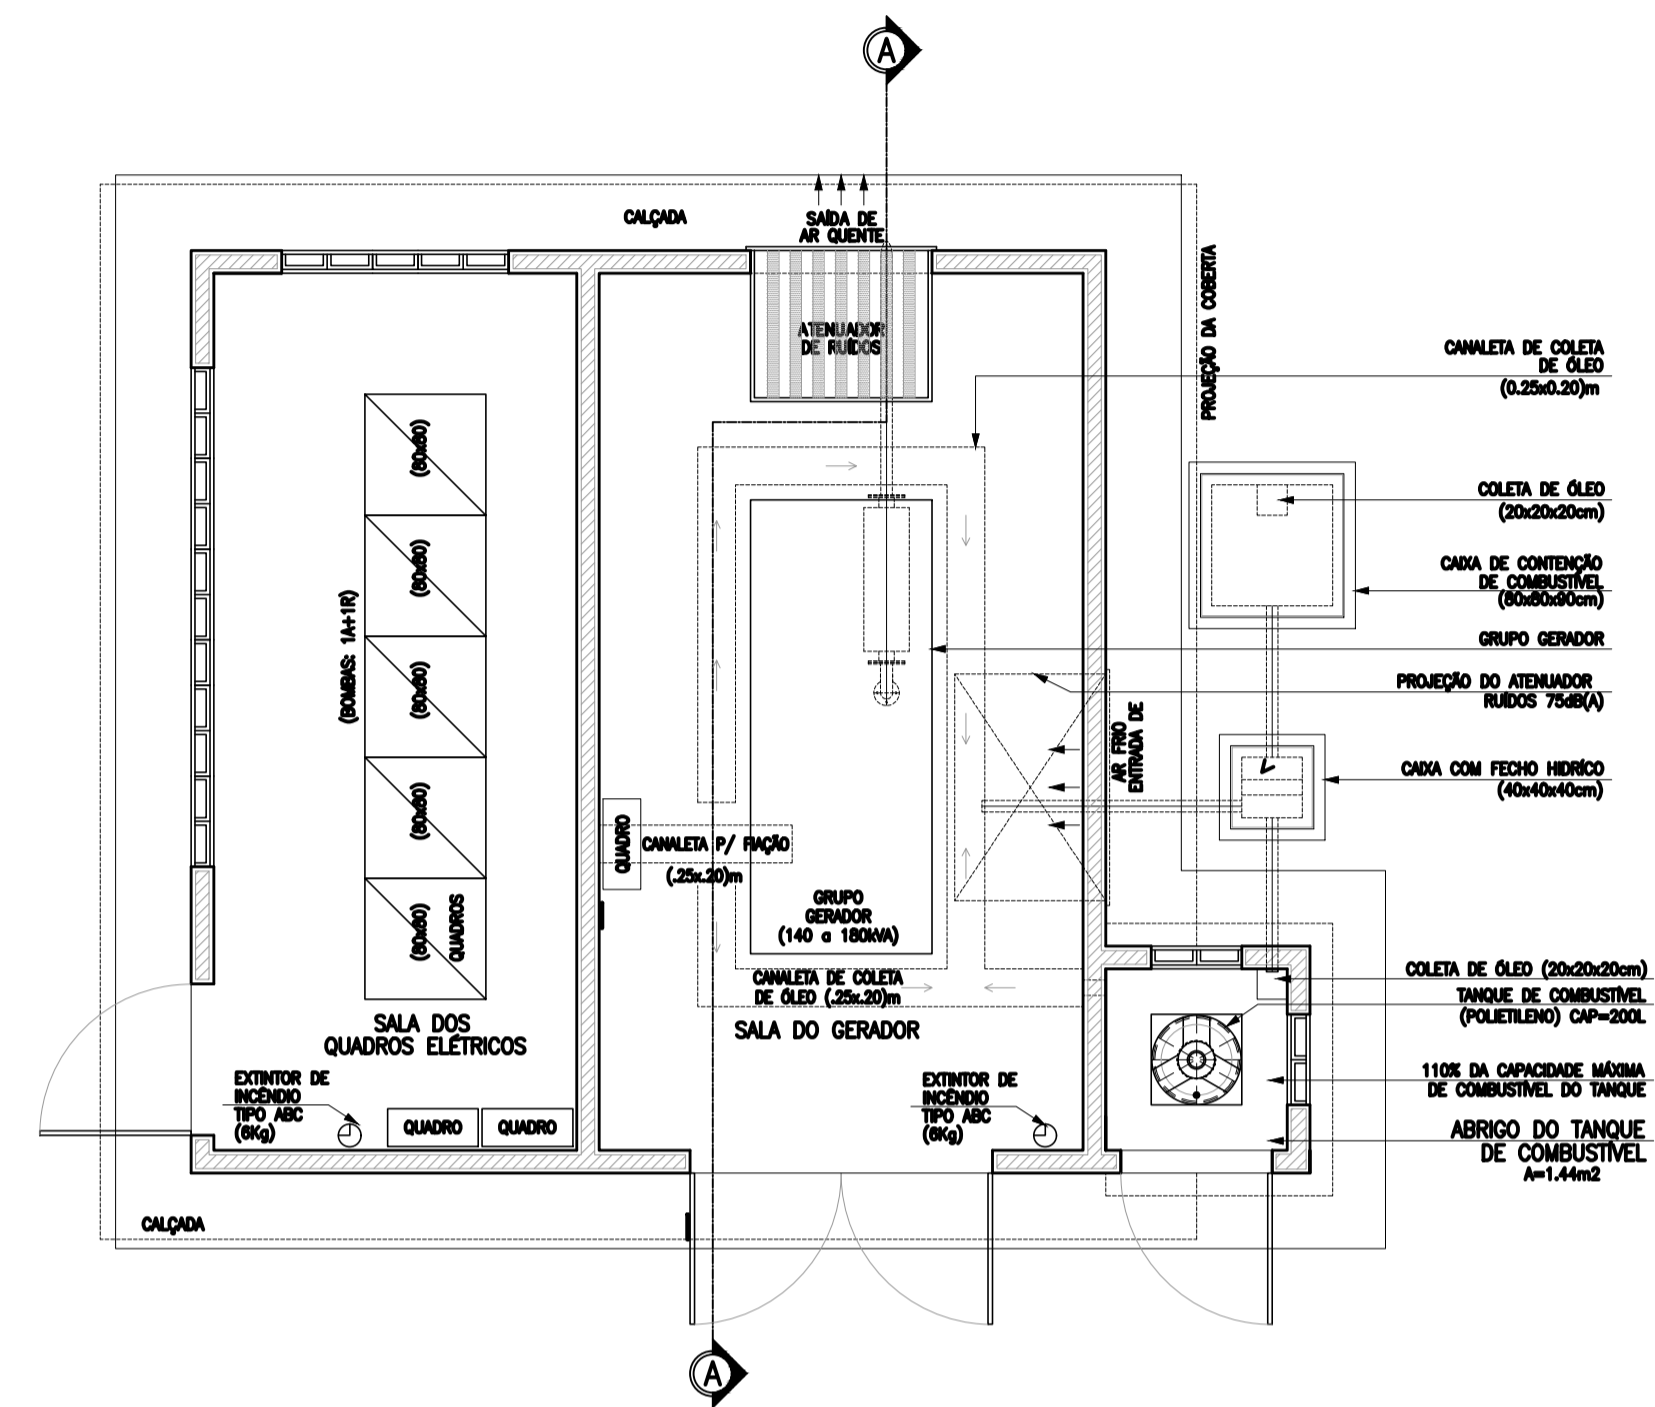 A
CALÇADA
SAÍDA DE
AR QUENTE
ATENUADOR
DE RUÍDOS
PROJEÇÃO DA COBERTA
CANALETA DE COLETA
DE ÓLEO
(0.25x0.20)m
COLETA DE ÓLEO
(20x20x20cm)
CAIXA DE CONTENÇÃO
DE COMBUSTÍVEL
(80x80x90cm)
GRUPO GERADOR
PROJEÇÃO DO ATENUADOR
RUÍDOS 75dB(A)
AR FRIO
ENTRADA DE
CAIXA COM FECHO HIDRÍCO
(40x40x40cm)
(80x80)
(80x80)
(80x80)
(80x80)
(80x80)
QUADROS
(BOMBAS: 1A+1R)
QUADRO
CANALETA P/ FIAÇÃO
(.25x.20)m
GRUPO
GERADOR
(140 a 180kVA)
CANALETA DE COLETA
DE ÓLEO (.25x.20)m
SALA DO GERADOR
SALA DOS
QUADROS ELÉTRICOS
EXTINTOR DE
INCÊNDIO
TIPO ABC
(6Kg)
QUADRO
QUADRO
EXTINTOR DE
INCÊNDIO
TIPO ABC
(6Kg)
COLETA DE ÓLEO (20x20x20cm)
TANQUE DE COMBUSTÍVEL
(POLIETILENO) CAP=200L
110% DA CAPACIDADE MÁXIMA
DE COMBUSTÍVEL DO TANQUE
ABRIGO DO TANQUE
DE COMBUSTÍVEL
A=1.44m2
CALÇADA
A